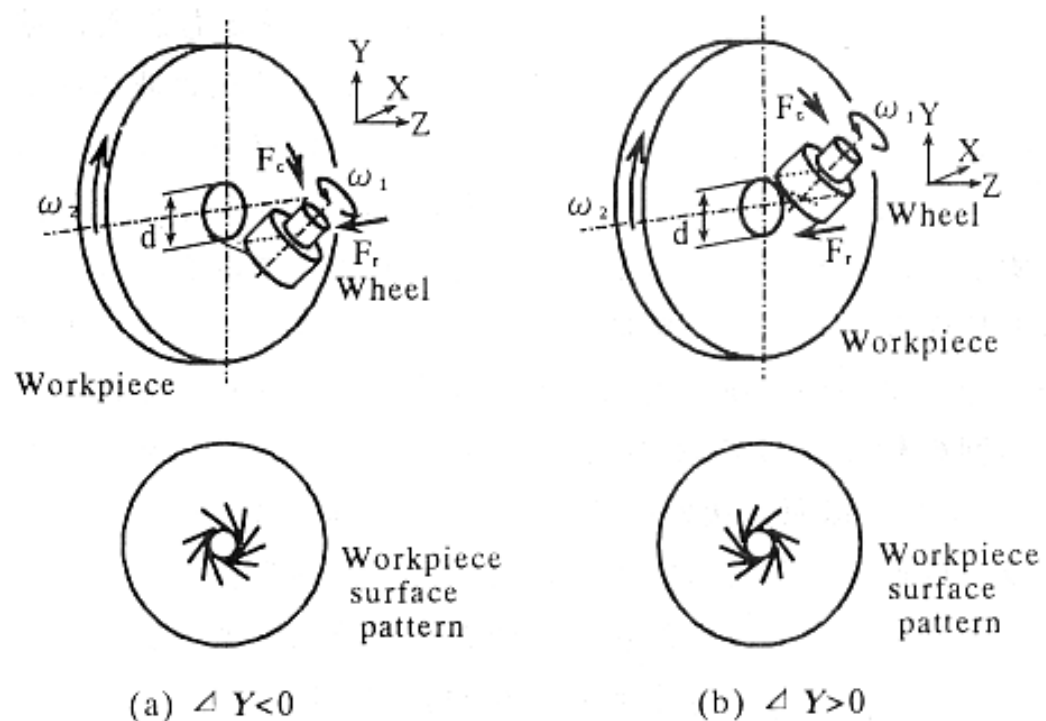 Y
X
Z
F_c
ω_1
ω_2
d
F_r
Wheel
Workpiece
Workpiece
surface
pattern
(a) ⊿ Y<0
F_c
ω_1
Y
X
Z
Wheel
ω_2
d
F_r
Workpiece
Workpiece
surface
pattern
(b) ⊿ Y>0